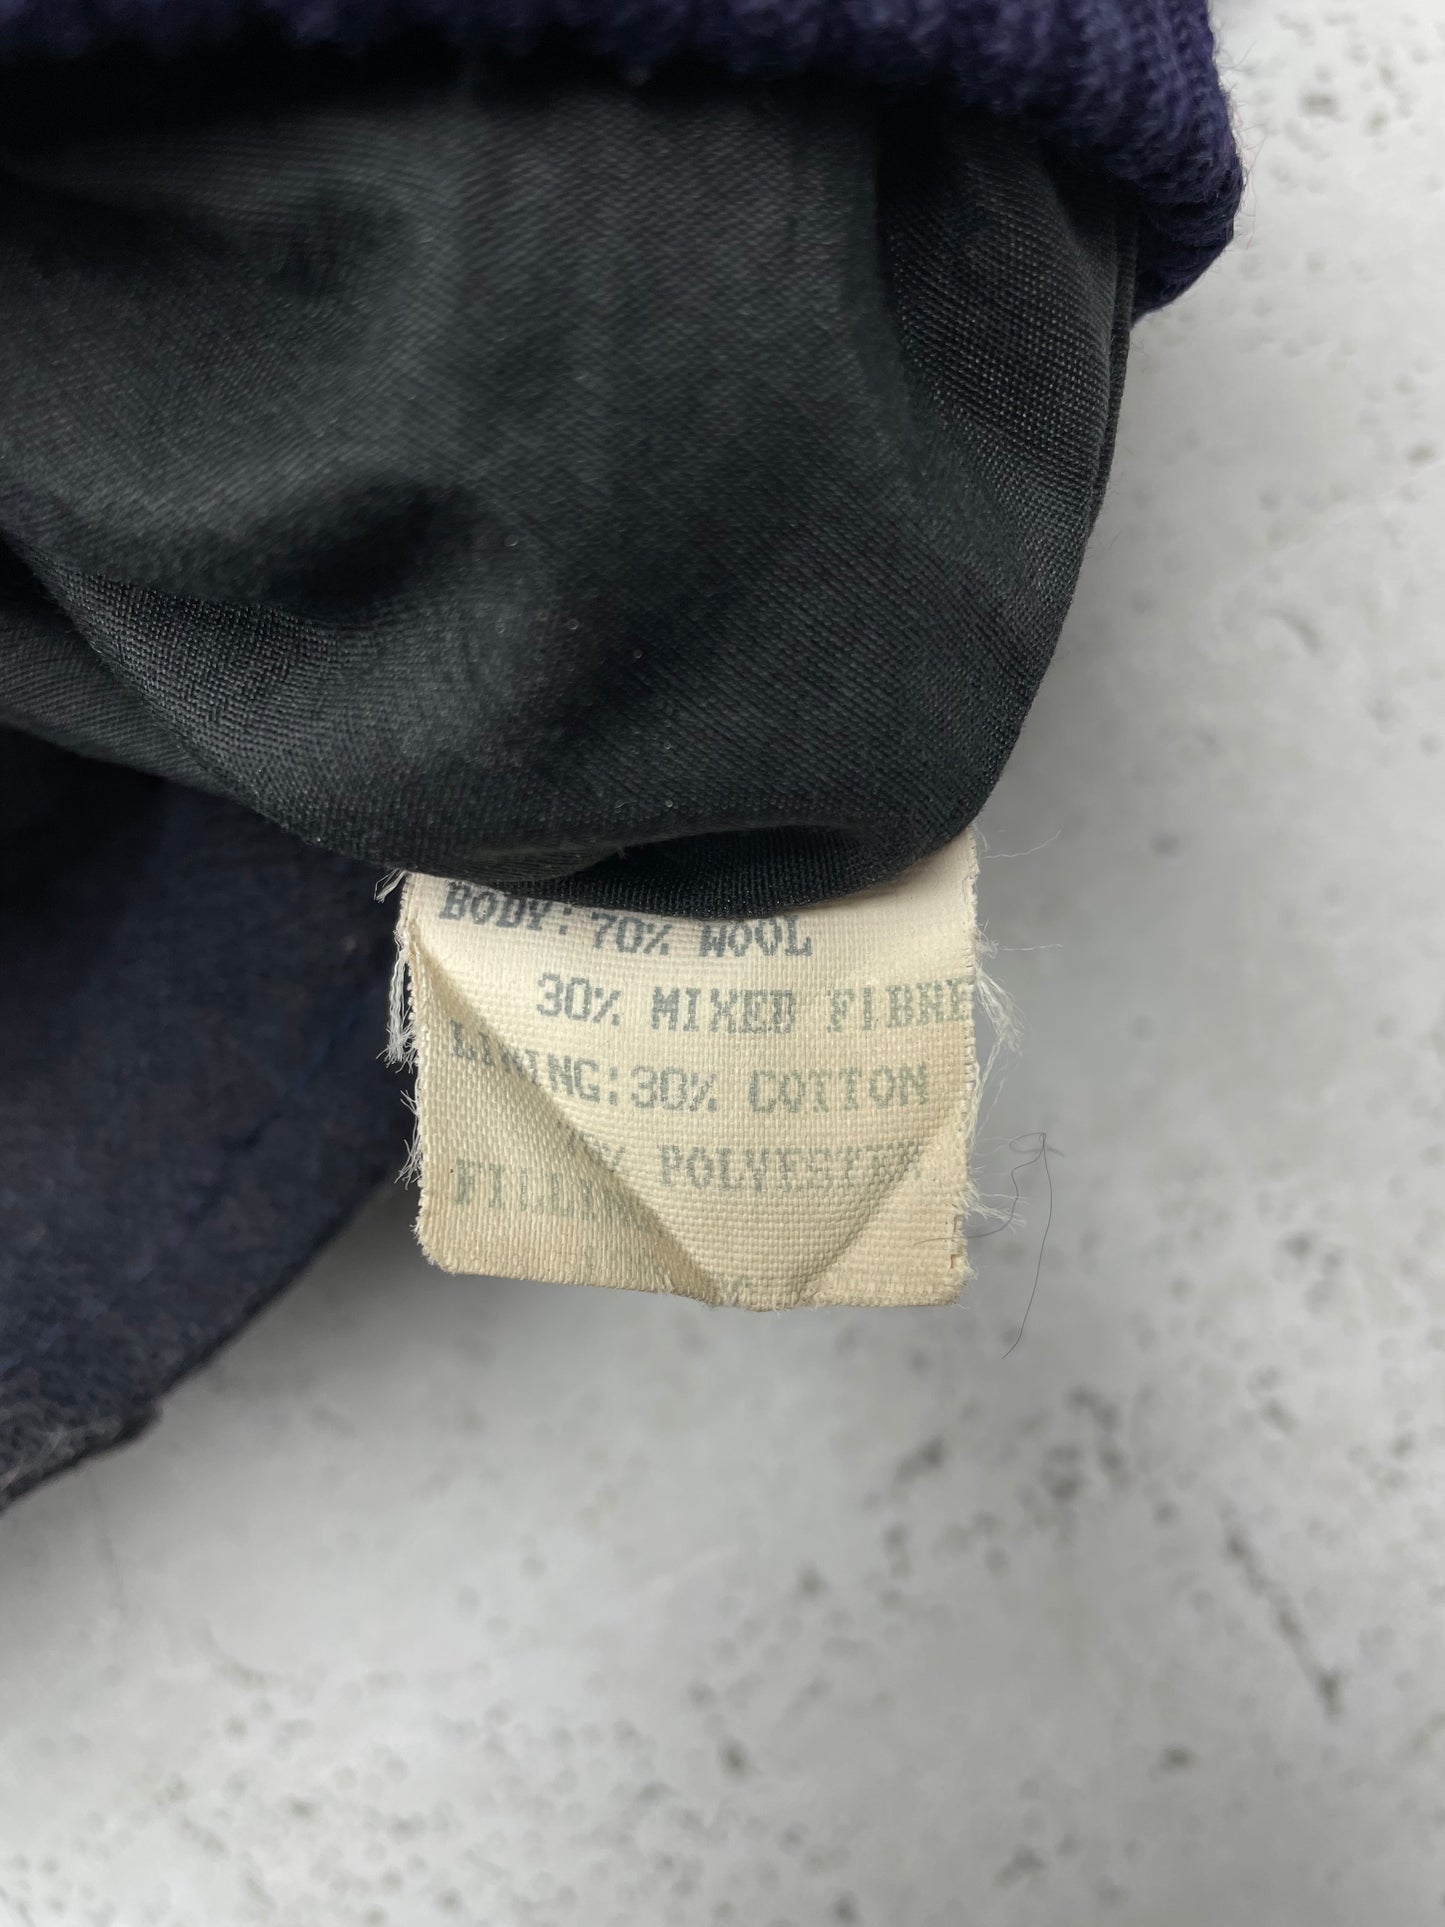 BODY: 70% WOOL
30% MIXED FIBRE
LINING: 30% COTTON
% POLYESTER